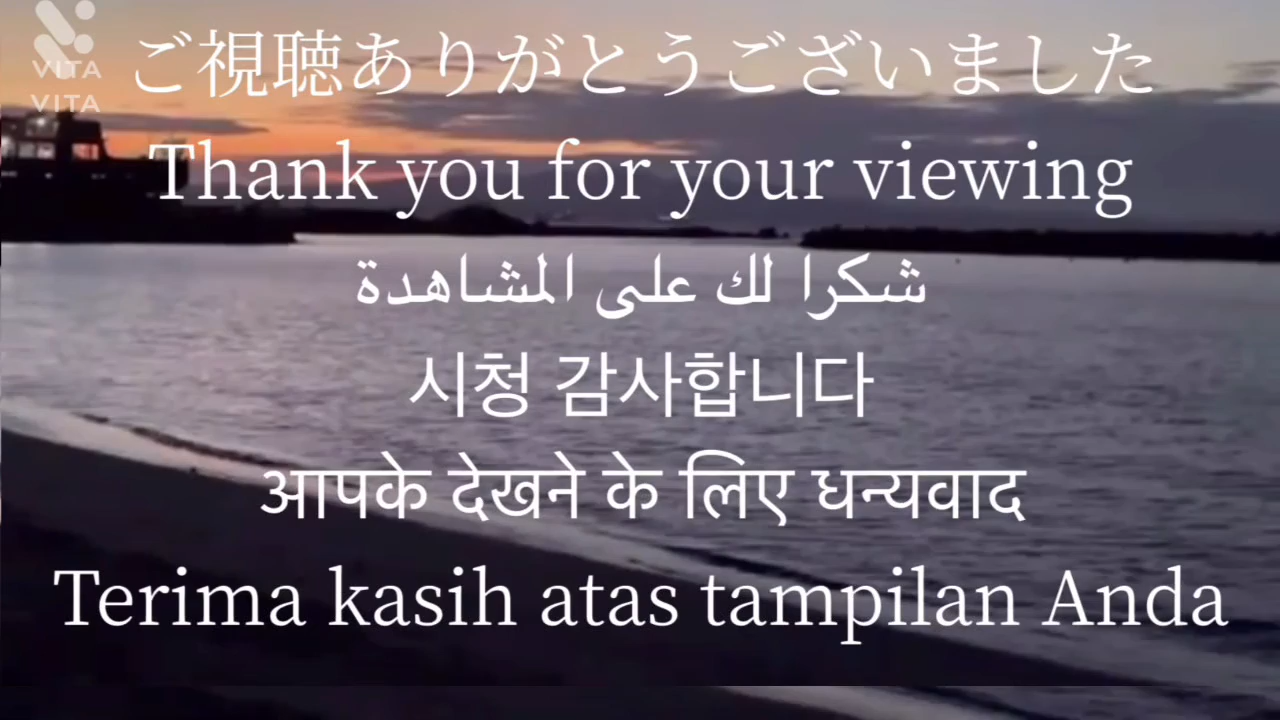 VITA
VITA
ご視聴ありがとうございました
Thank you for your viewing
شكرا لك على المشاهدة
시청 감사합니다
आपके देखने के लिए धन्यवाद
Terima kasih atas tampilan Anda